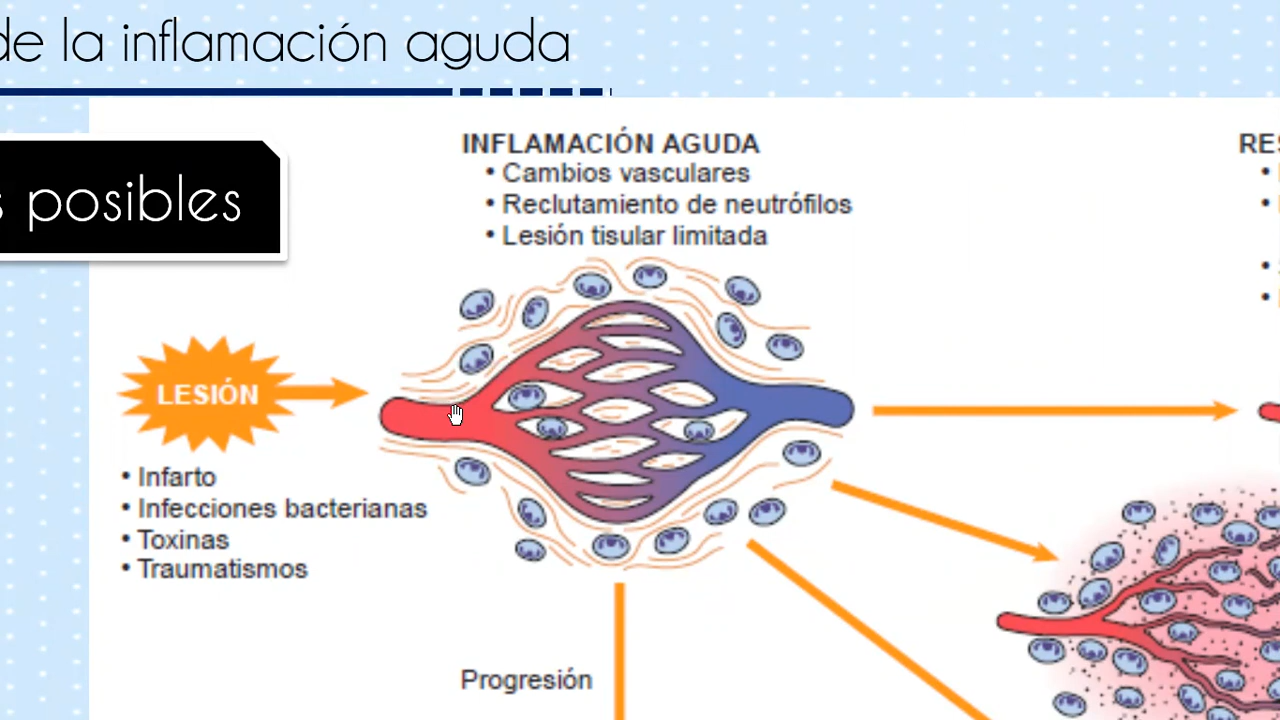 de la inflamación aguda
posibles
INFLAMACIÓN AGUDA
• Cambios vasculares
• Reclutamiento de neutrófilos
• Lesión tisular limitada
LESIÓN
• Infarto
• Infecciones bacterianas
• Toxinas
• Traumatismos
Progresión